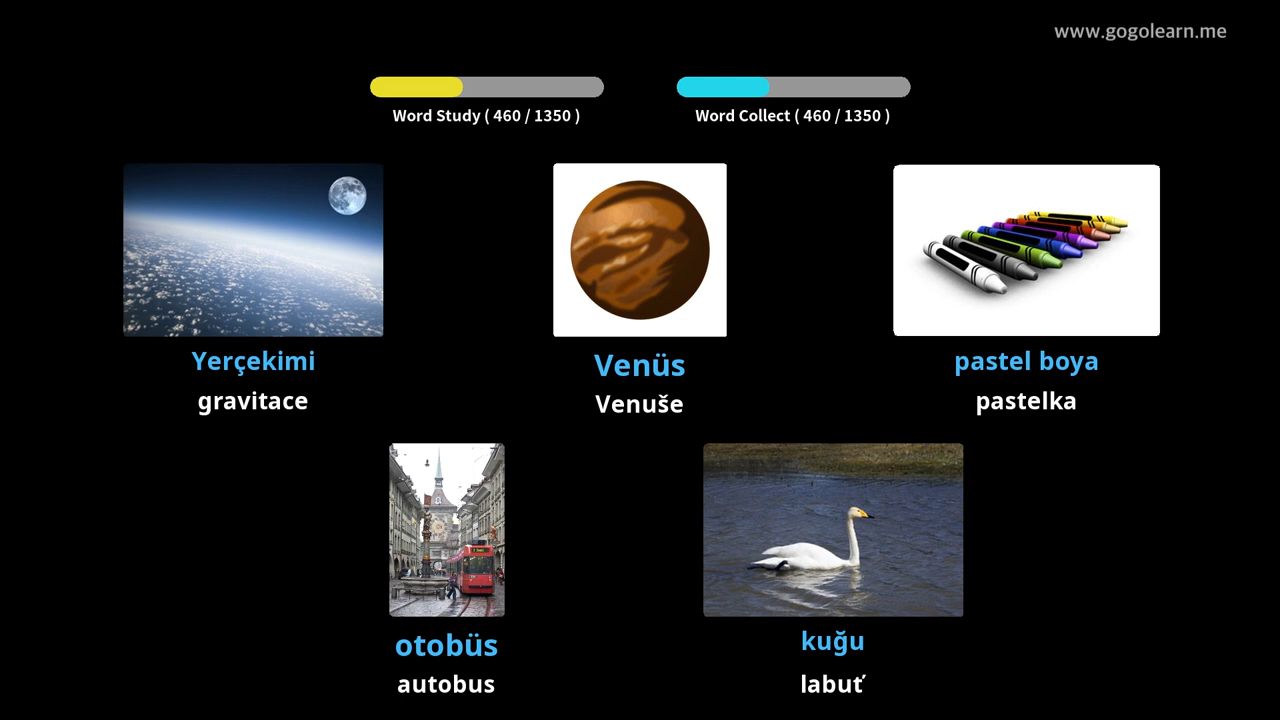 www.gogolearn.me
Word Study ( 460 / 1350 )
Word Collect ( 460 / 1350 )
Yerçekimi
gravitace
Venüs
Venuše
pastel boya
pastelka
otobüs
autobus
kuğu
labuť